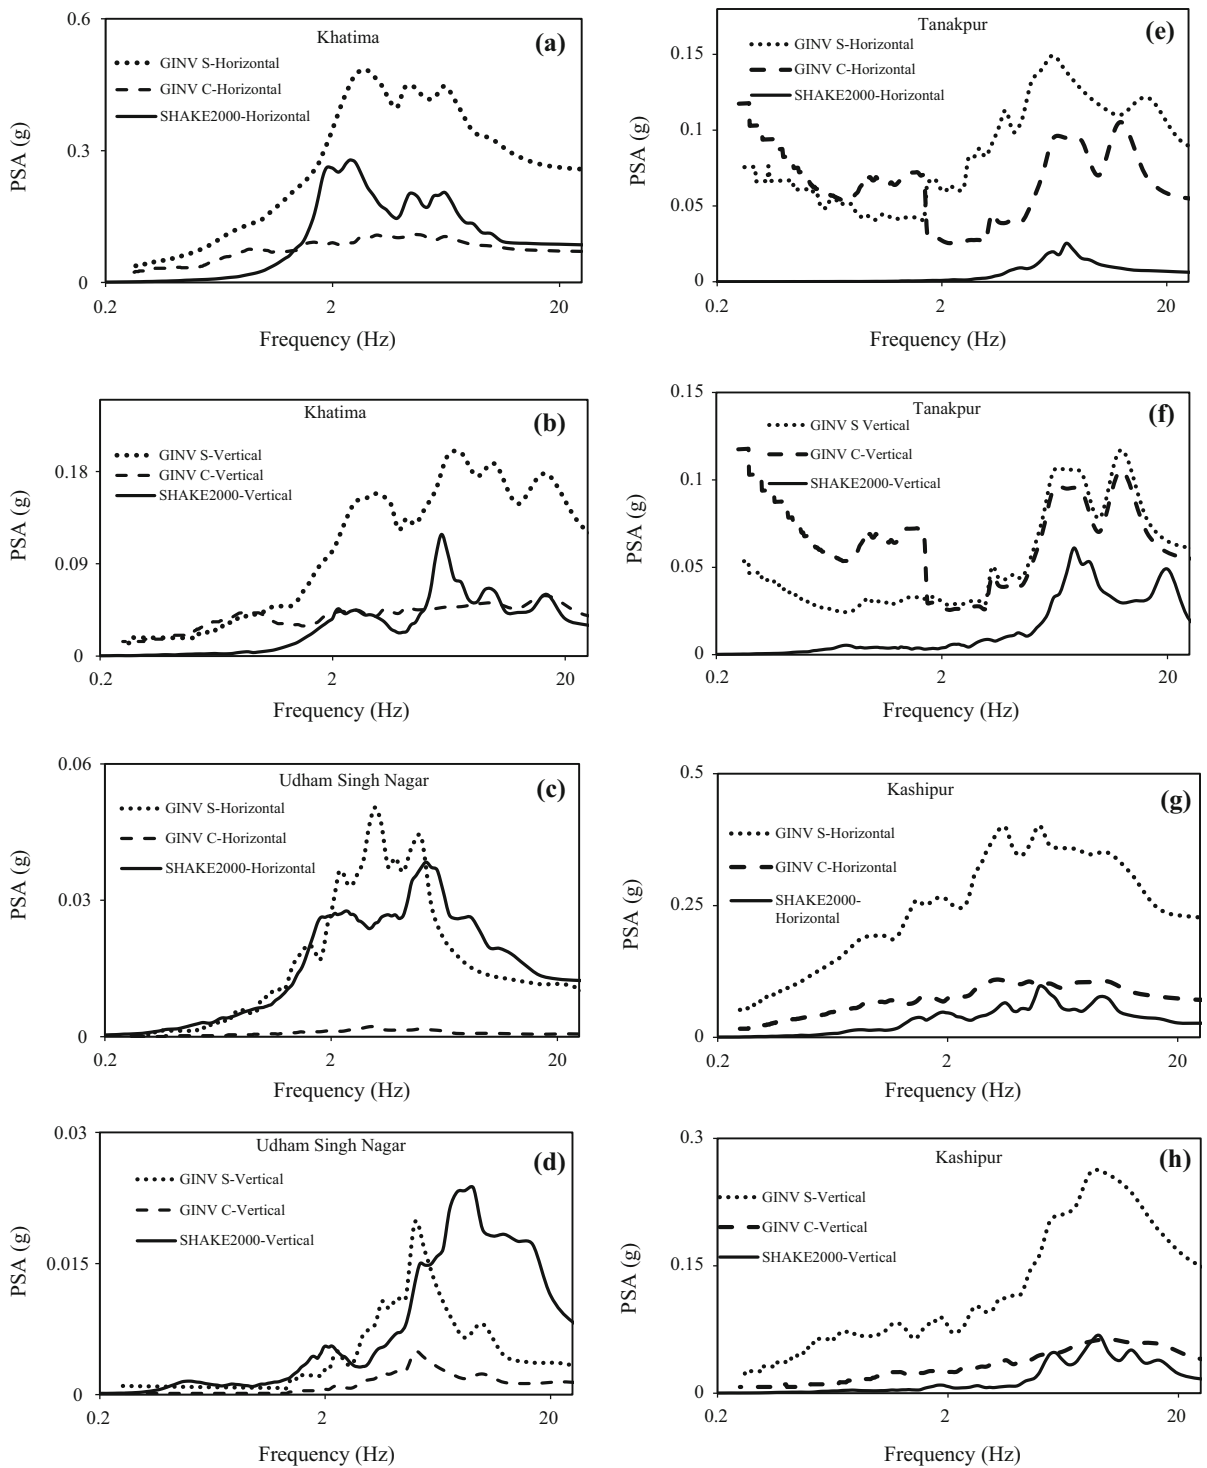 Khatima
(a)
GINV S-Horizontal
GINV C-Horizontal
SHAKE2000-Horizontal
PSA (g)
0.6
0.3
0
0.2
2
20
Frequency (Hz)
Khatima
(b)
GINV S-Vertical
GINV C-Vertical
SHAKE2000-Vertical
PSA (g)
0.18
0.09
0
0.2
2
20
Frequency (Hz)
Udham Singh Nagar
(c)
GINV S-Horizontal
GINV C-Horizontal
SHAKE2000-Horizontal
PSA (g)
0.06
0.03
0
0.2
2
20
Frequency (Hz)
Udham Singh Nagar
(d)
GINV S-Vertical
GINV C-Vertical
SHAKE2000-Vertical
PSA (g)
0.03
0.015
0
0.2
2
20
Frequency (Hz)
Tanakpur
(e)
GINV S-Horizontal
GINV C-Horizontal
SHAKE2000-Horizontal
PSA (g)
0.15
0.1
0.05
0
0.2
2
20
Frequency (Hz)
Tanakpur
(f)
GINV S Vertical
GINV C-Vertical
SHAKE2000-Vertical
PSA (g)
0.15
0.1
0.05
0
0.2
2
20
Frequency (Hz)
Kashipur
(g)
GINV S-Horizontal
GINV C-Horizontal
SHAKE2000-
Horizontal
PSA (g)
0.5
0.25
0
0.2
2
20
Frequency (Hz)
Kashipur
(h)
GINV S-Vertical
GINV C-Vertical
SHAKE2000-Vertical
PSA (g)
0.3
0.15
0
0.2
2
20
Frequency (Hz)